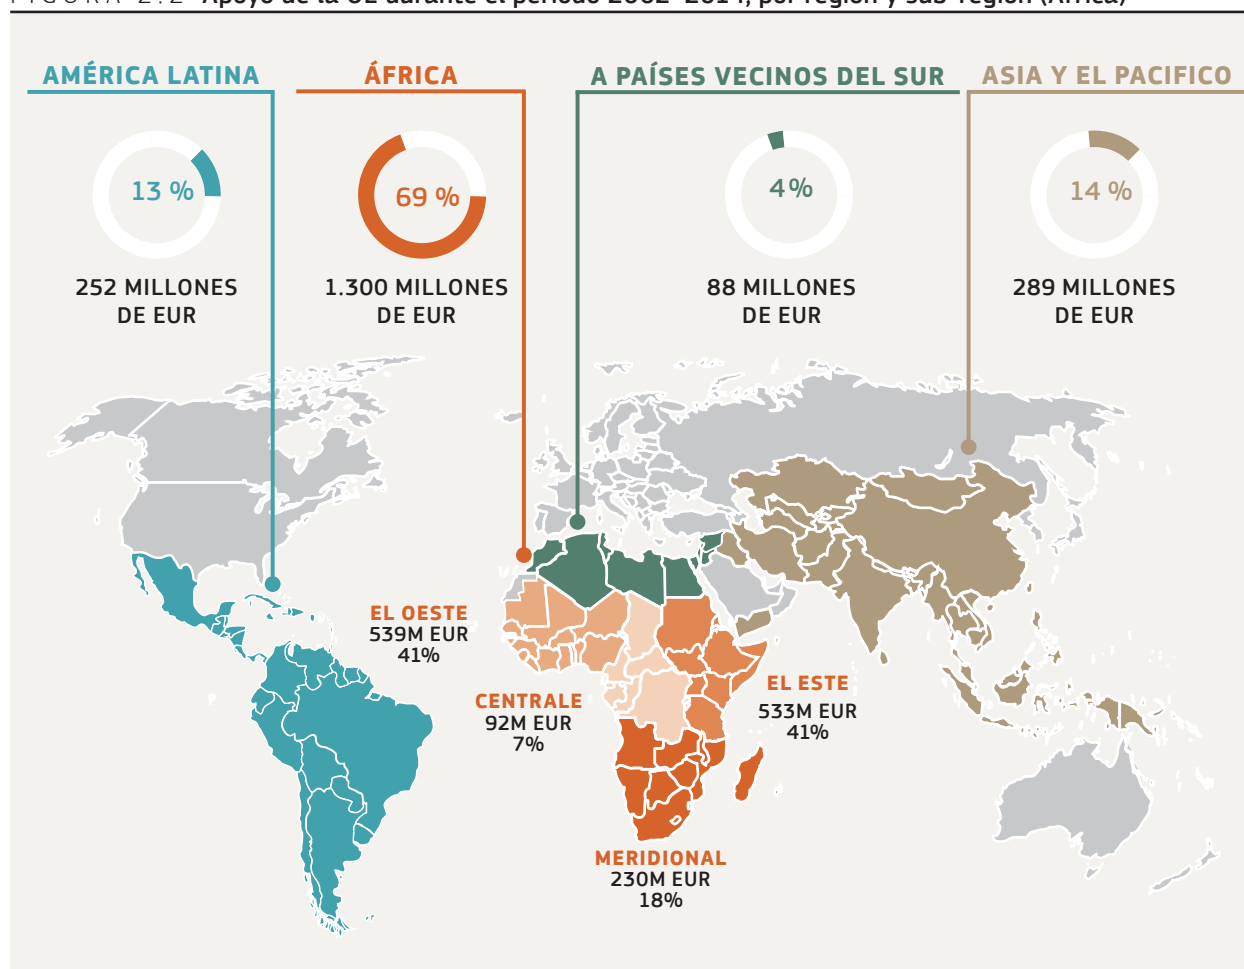 FIGURA 2.2 Apoyo de la UE durante el período 2002-2014, por región y sub-región (África)
AMÉRICA LATINA
13 %
252 MILLONES
DE EUR
ÁFRICA
69 %
1.300 MILLONES
DE EUR
A PAÍSES VECINOS DEL SUR
4%
88 MILLONES
DE EUR
ASIA Y EL PACIFICO
14 %
289 MILLONES
DE EUR
EL OESTE
539M EUR
41%
CENTRALE
92M EUR
7%
EL ESTE
533M EUR
41%
MERIDIONAL
230M EUR
18%